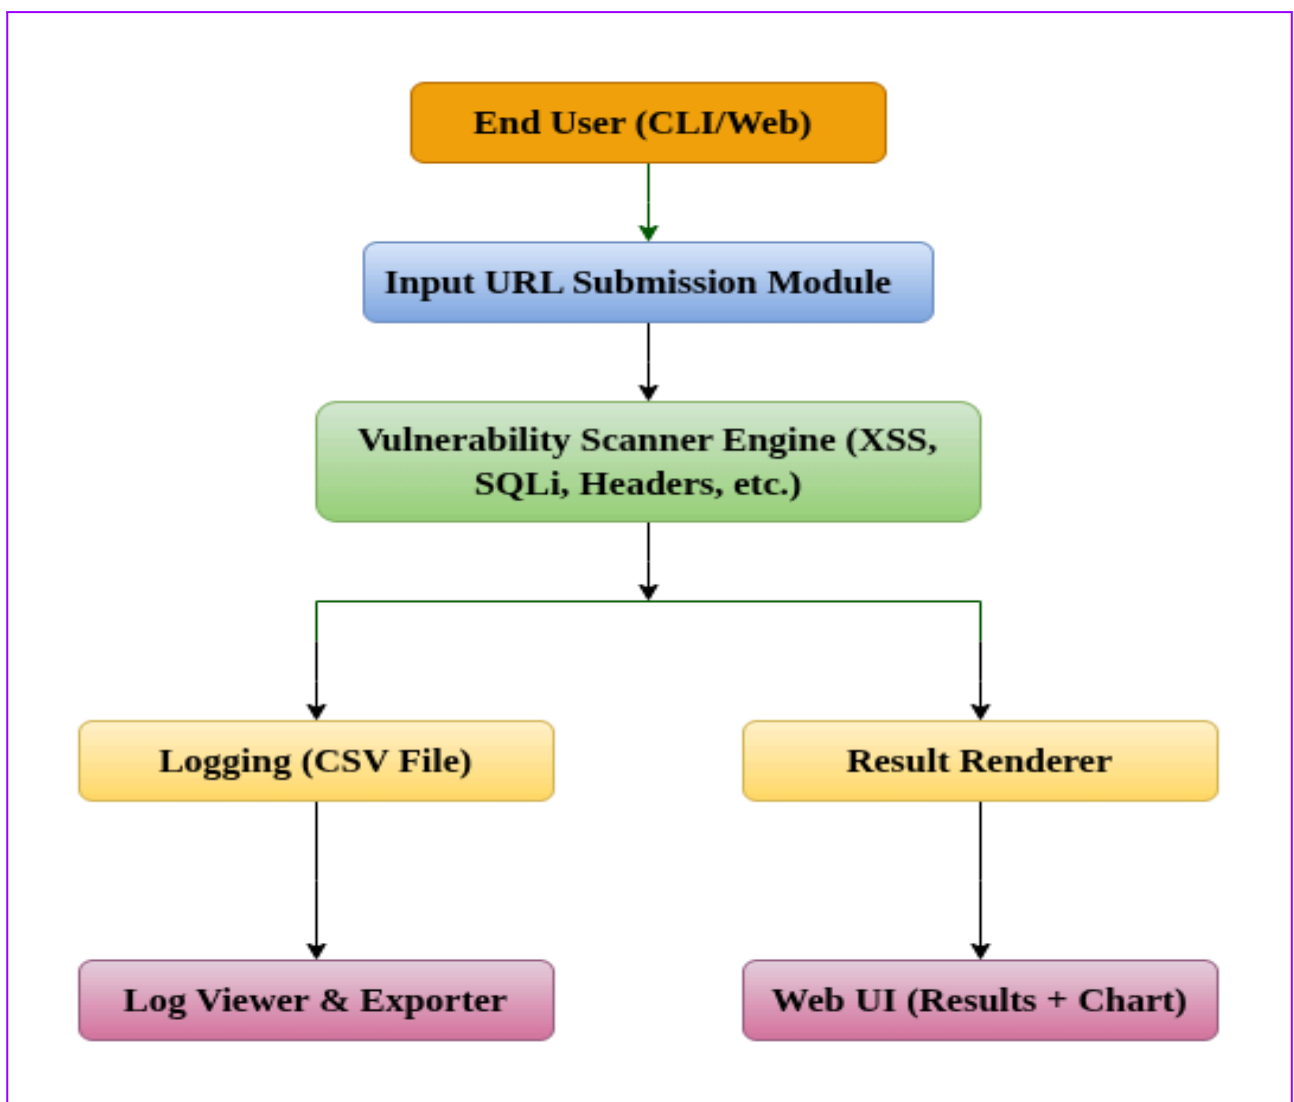 End User (CLI/Web)
Input URL Submission Module
Vulnerability Scanner Engine (XSS,
SQLi, Headers, etc.)
Logging (CSV File)
Result Renderer
Log Viewer & Exporter
Web UI (Results + Chart)